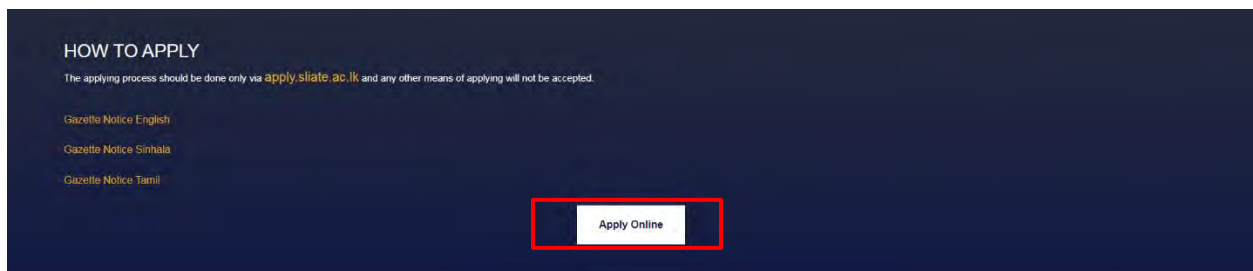 HOW TO APPLY
The applying process should be done only via apply.sliate.ac.lk and any other means of applying will not be accepted.
Gazette Notice English
Gazette Notice Sinhala
Gazette Notice Tamil
Apply Online